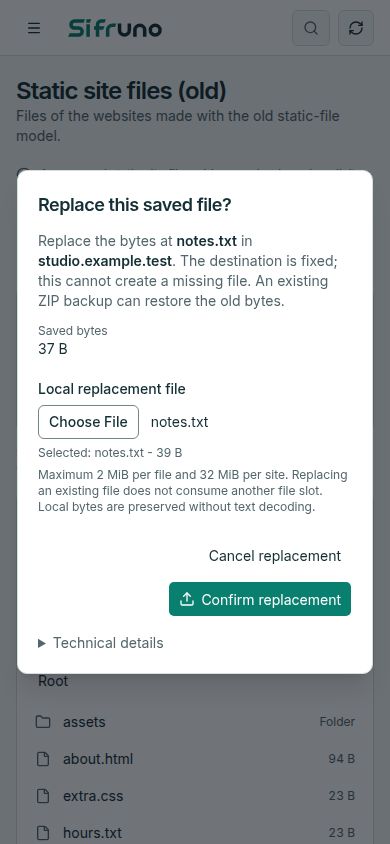 Sifruno
Static site files (old)
Files of the websites made with the old static-file
model.
Replace this saved file?
Replace the bytes at notes.txt in
studio.example.test. The destination is fixed;
this cannot create a missing file. An existing
ZIP backup can restore the old bytes.
Saved bytes
37 B
Local replacement file
Choose File notes.txt
Selected: notes.txt - 39 B
Maximum 2 MiB per file and 32 MiB per site. Replacing
an existing file does not consume another file slot.
Local bytes are preserved without text decoding.
Cancel replacement
Confirm replacement
Technical details
Root
assets Folder
about.html 94 B
extra.css 23 B
hours.txt 23 B